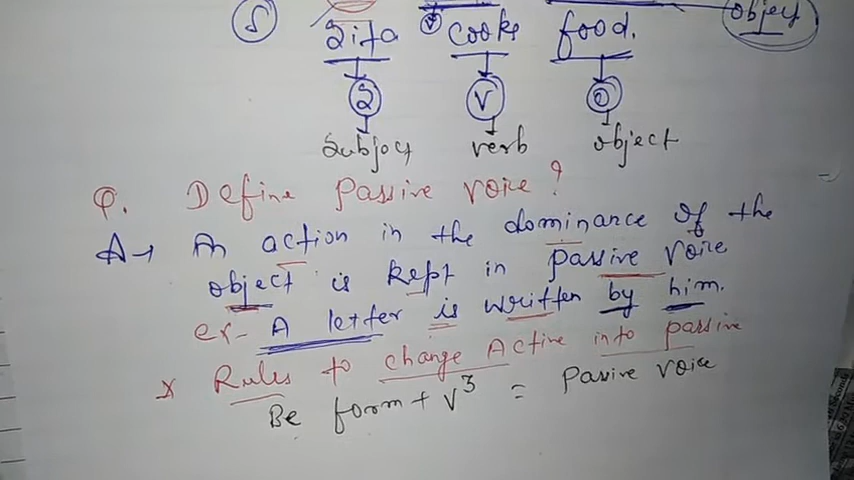 S Sita V cooks food. object
S V O
subject verb object
Q. Define Passive voice ?
A→ An action in the dominance of the
object is kept in passive voice
ex- A letter is written by him.
x Rules to change Active into passive
Be form + V3 = Passive voice